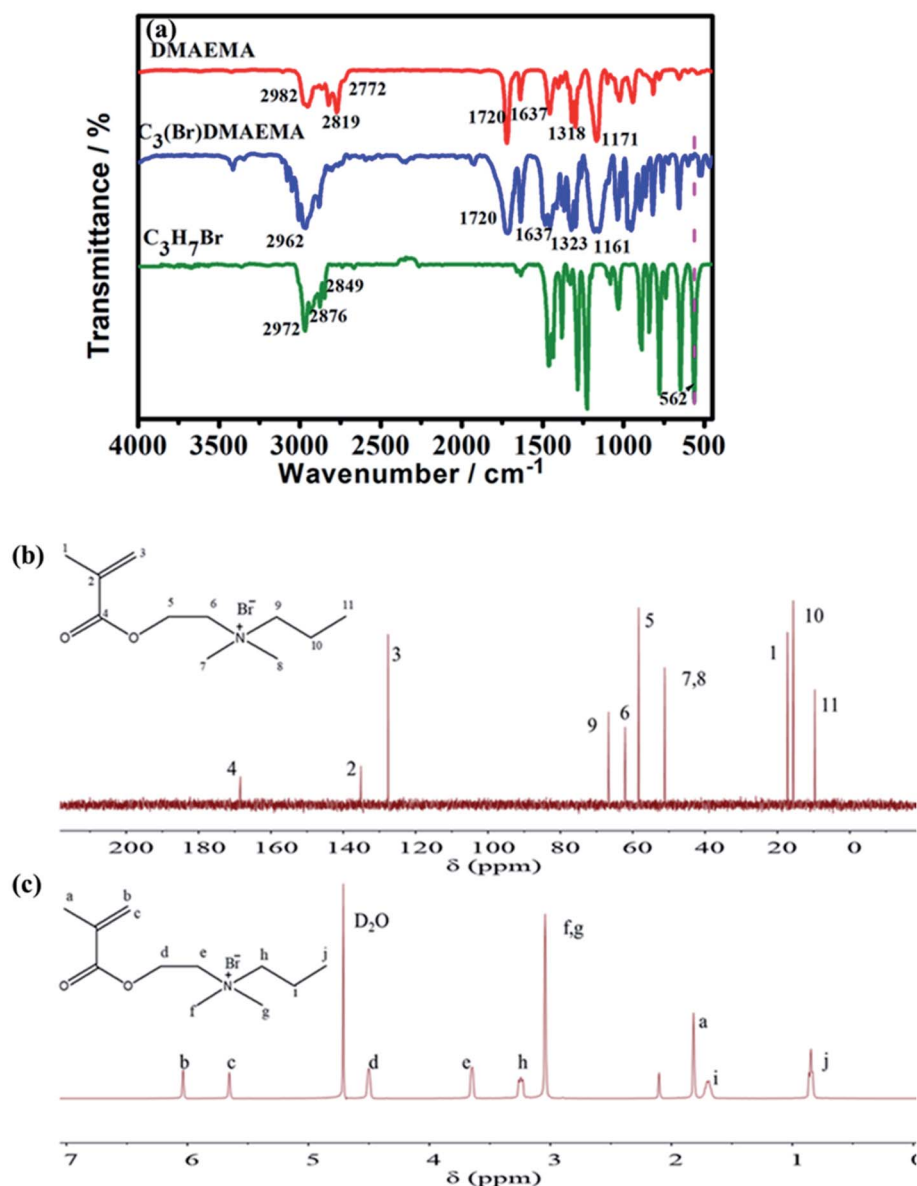 (a)
DMAEMA
2982
2819
2772
1720
1637
1318
1171
C3(Br)DMAEMA
2962
1720
1637
1323
1161
C3H7Br
2972
2876
2849
562
Transmittance / %
4000 3500 3000 2500 2000 1500 1000 500
Wavenumber / cm-1
(b)
1 3
2
4 5 6 Br− 9 11
O O N+ 10
7 8
4 2 3 9 6 5 7,8 1 10 11
200 180 160 140 120 100 80 60 40 20 0
δ (ppm)
(c)
a b
c
d e Br− h j
O O N+ i
f g
b c D2O d e h f,g a i j
7 6 5 4 3 2 1 0
δ (ppm)